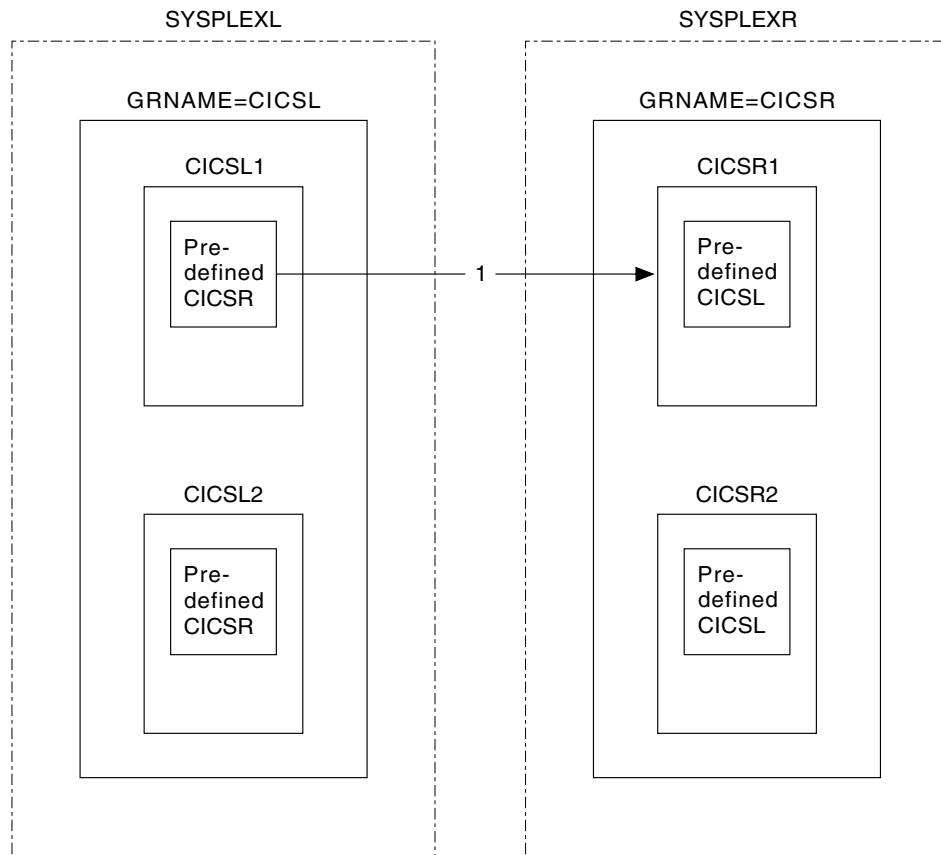 SYSPLEXL
SYSPLEXR
GRNAME=CICSL
GRNAME=CICSR
CICSL1
CICSR1
Pre-
defined
CICSR
1
Pre-
defined
CICSL
CICSL2
CICSR2
Pre-
defined
CICSR
Pre-
defined
CICSL